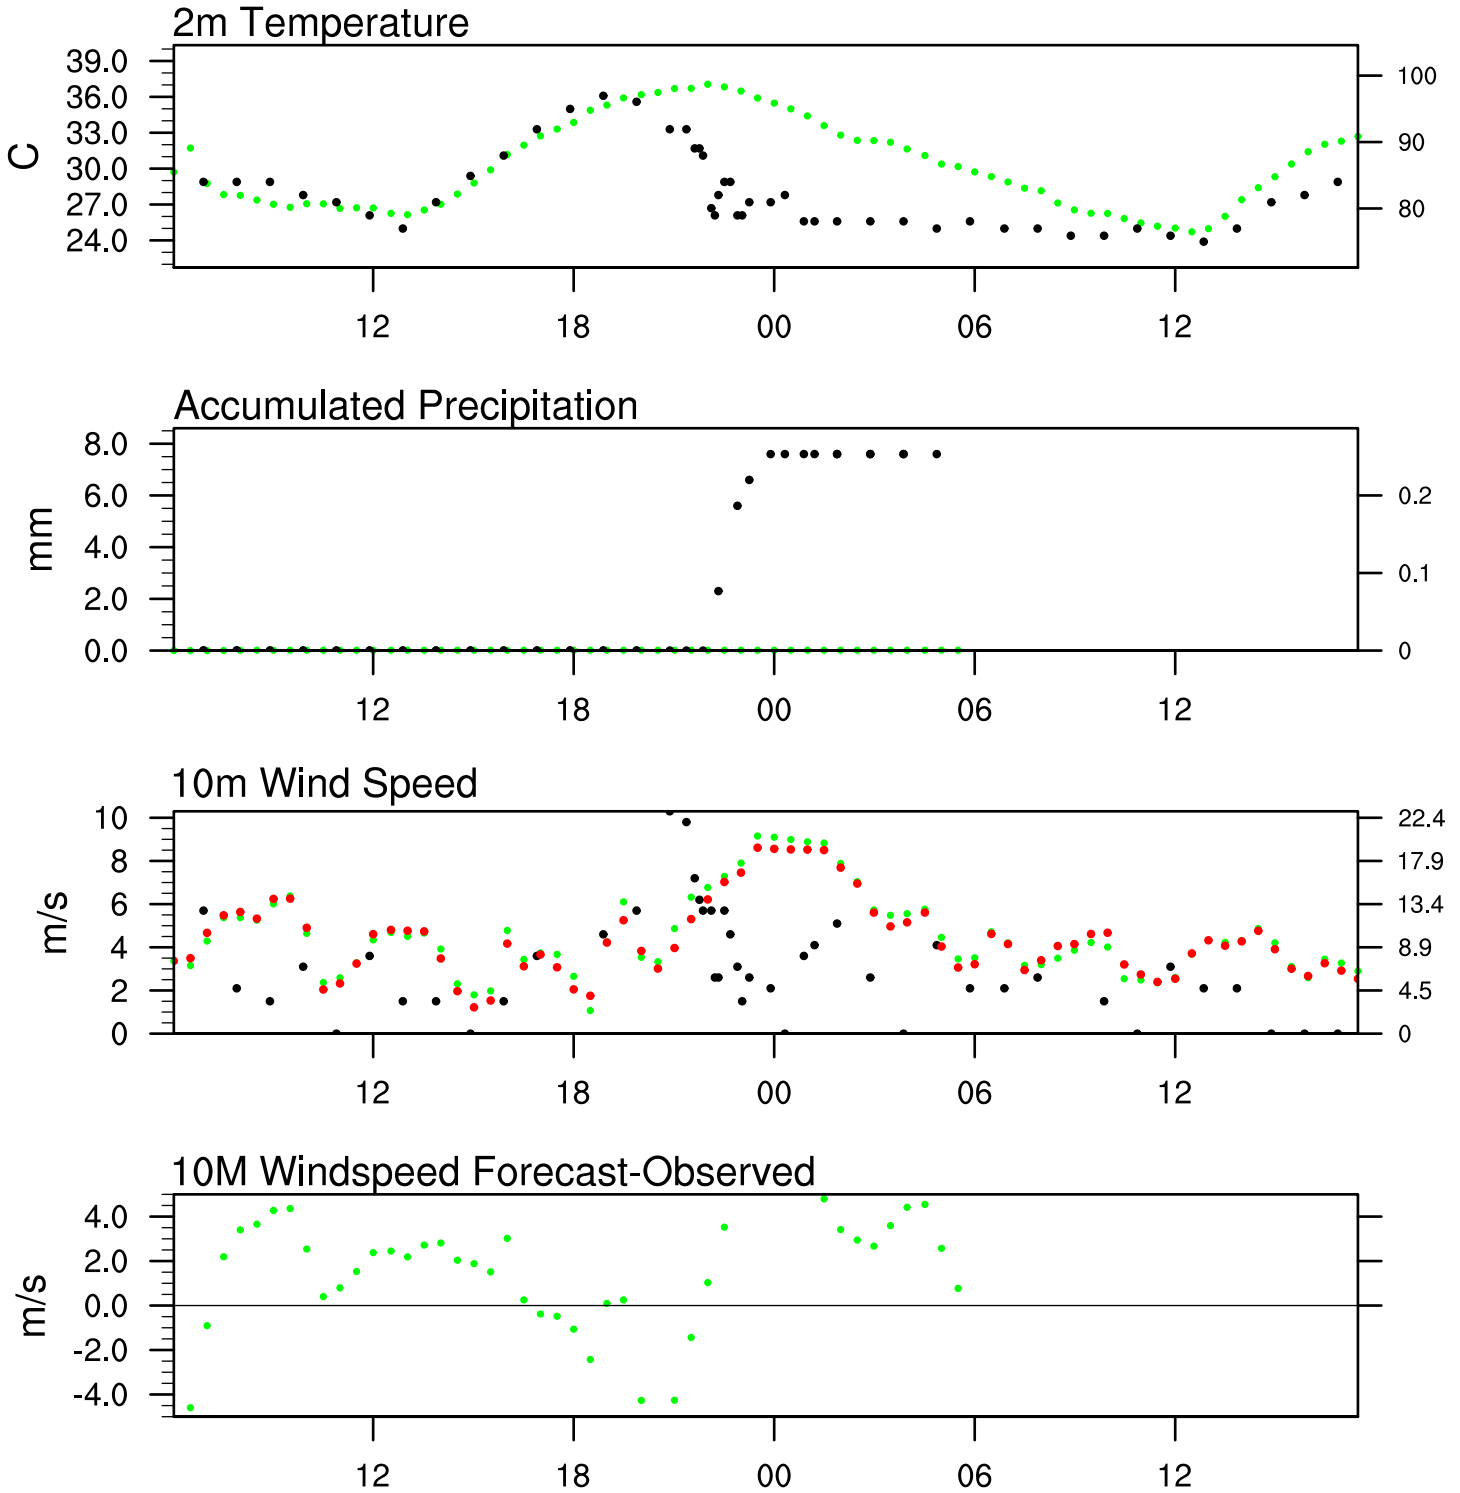 2m Temperature
39.0
36.0
33.0
30.0
27.0
24.0
C
100
90
80
12 18 00 06 12
Accumulated Precipitation
8.0
6.0
4.0
2.0
0.0
mm
0.2
0.1
0
12 18 00 06 12
10m Wind Speed
10
8
6
4
2
0
m/s
22.4
17.9
13.4
8.9
4.5
0
12 18 00 06 12
10M Windspeed Forecast-Observed
4.0
2.0
0.0
-2.0
-4.0
m/s
12 18 00 06 12